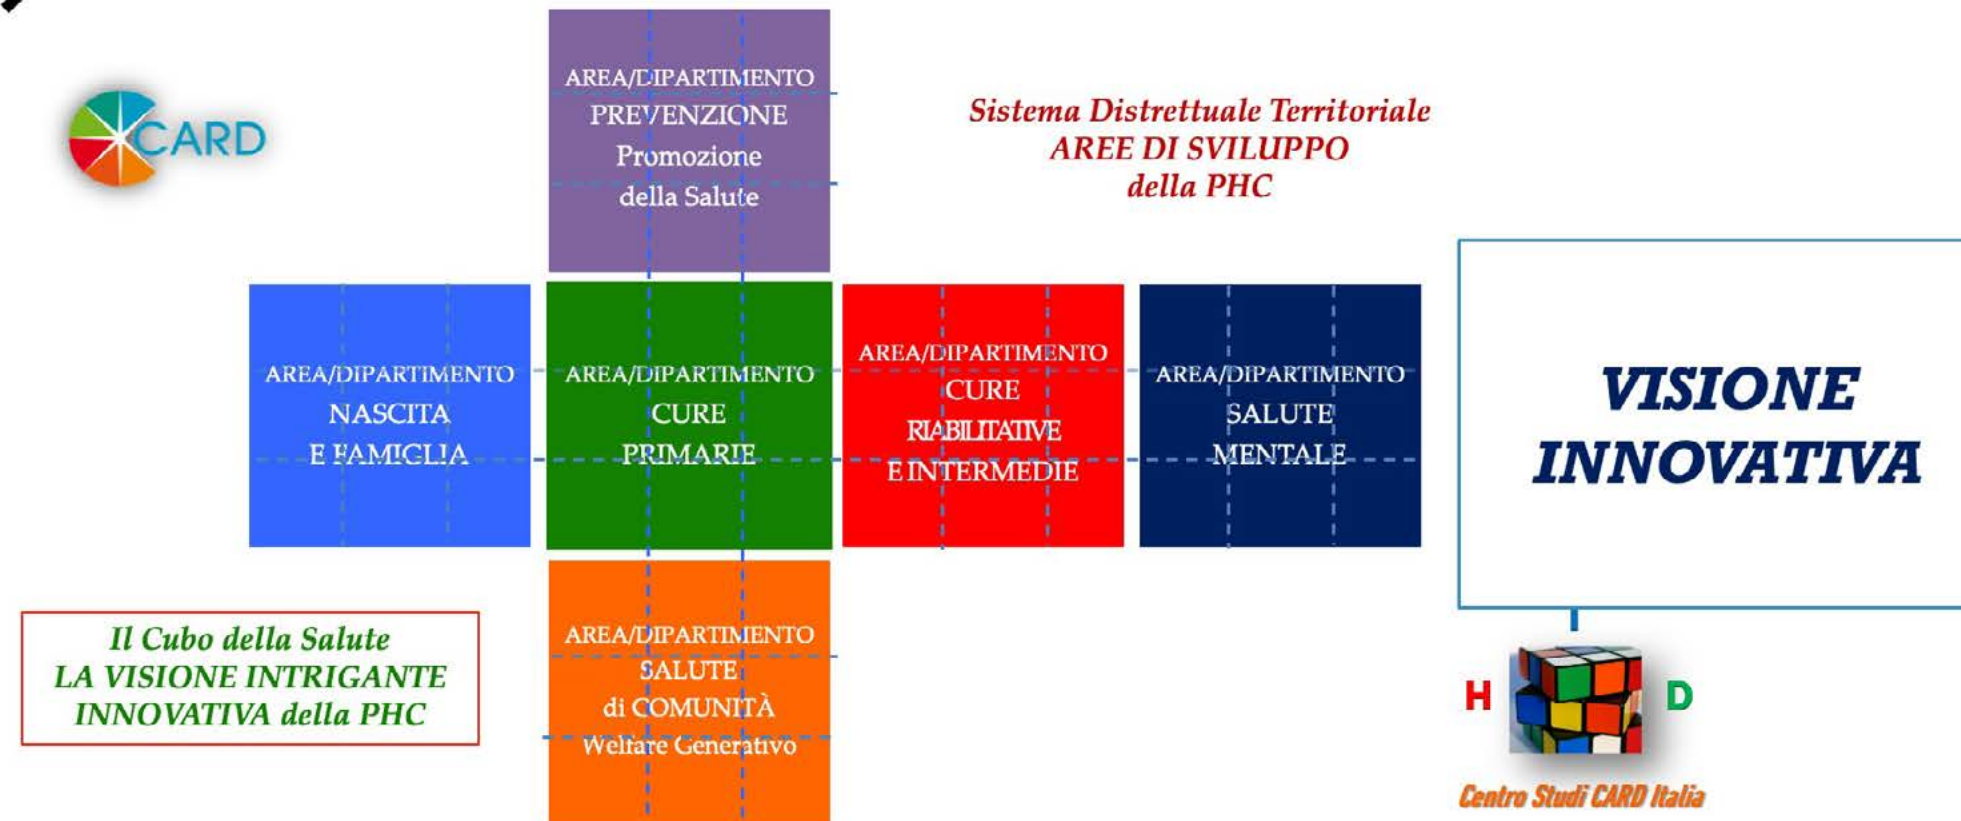 CARD
AREA/DIPARTIMENTO
PREVENZIONE
Promozione
della Salute
Sistema Distrettuale Territoriale
AREE DI SVILUPPO
della PHC
AREA/DIPARTIMENTO
NASCITA
E FAMIGLIA
AREA/DIPARTIMENTO
CURE
PRIMARIE
AREA/DIPARTIMENTO
CURE
RIABILITATIVE
E INTERMEDIE
AREA/DIPARTIMENTO
SALUTE
MENTALE
VISIONE
INNOVATIVA
Il Cubo della Salute
LA VISIONE INTRIGANTE
INNOVATIVA della PHC
AREA/DIPARTIMENTO
SALUTE
di COMUNITÀ
Welfare Generativo
H D
Centro Studi CARD Italia